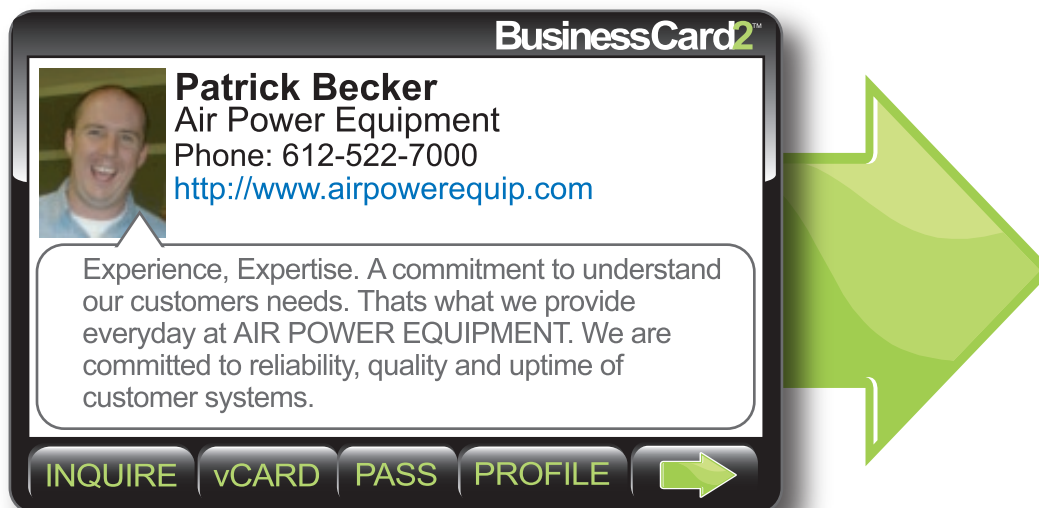 BusinessCard2™
Patrick Becker
Air Power Equipment
Phone: 612-522-7000
http://www.airpowerequip.com
Experience, Expertise. A commitment to understand
our customers needs. Thats what we provide
everyday at AIR POWER EQUIPMENT. We are
committed to reliability, quality and uptime of
customer systems.
INQUIRE vCARD PASS PROFILE